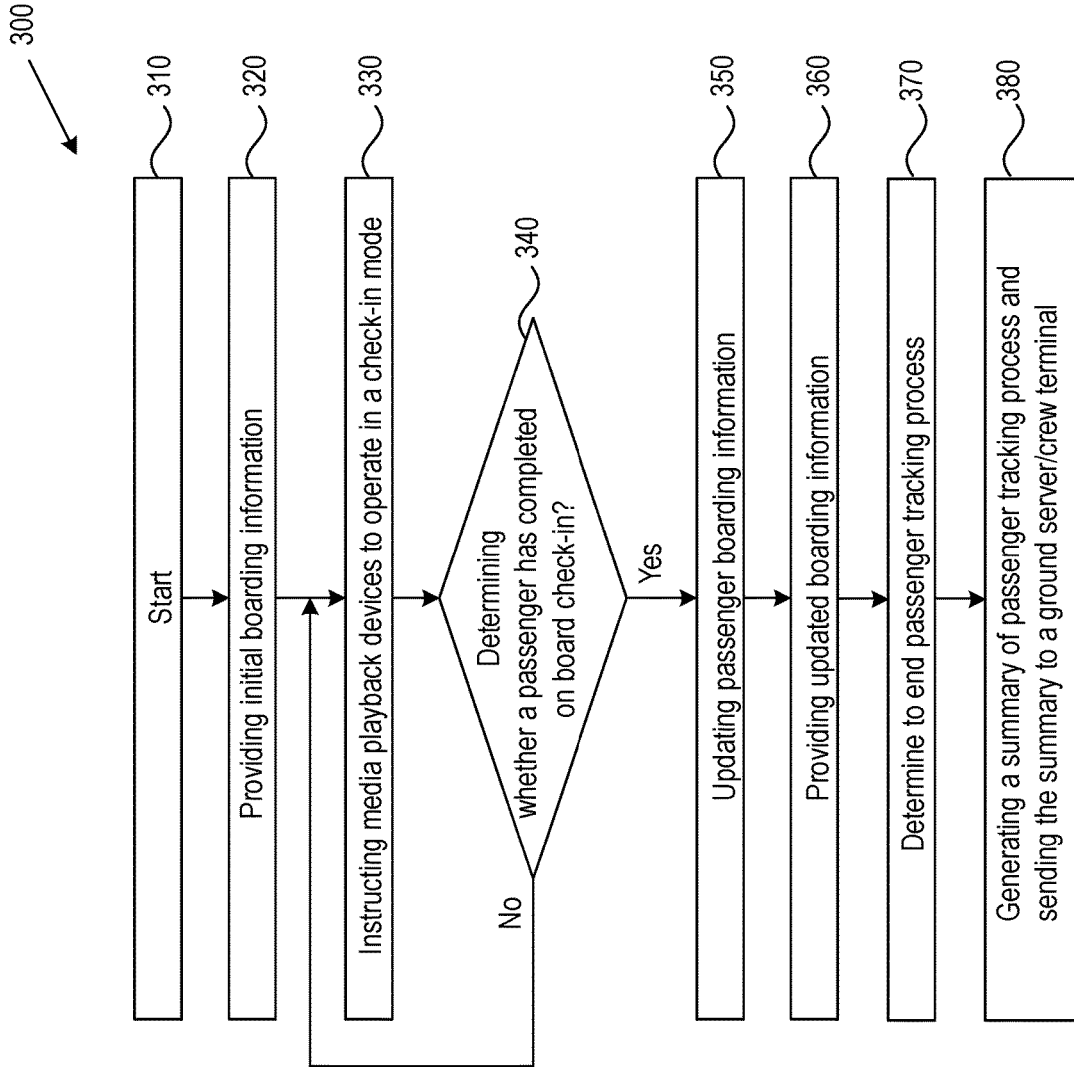 300
Start
310
Providing initial boarding information
320
Instructing media playback devices to operate in a check-in mode
330
Determining
whether a passenger has completed
on board check-in?
340
No
Yes
Updating passenger boarding information
350
Providing updated boarding information
360
Determine to end passenger tracking process
370
Generating a summary of passenger tracking process and
sending the summary to a ground server/crew terminal
380